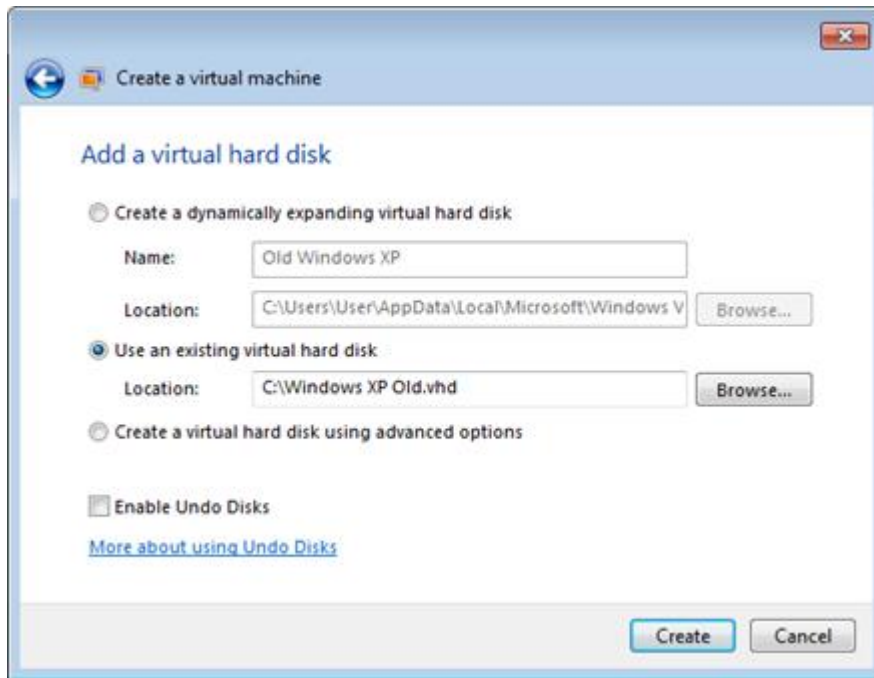 Create a virtual machine
Add a virtual hard disk
Create a dynamically expanding virtual hard disk
Name: Old Windows XP
Location: C:\Users\User\AppData\Local\Microsoft\Windows V Browse...
Use an existing virtual hard disk
Location: C:\Windows XP Old.vhd Browse...
Create a virtual hard disk using advanced options
Enable Undo Disks
More about using Undo Disks
Create Cancel